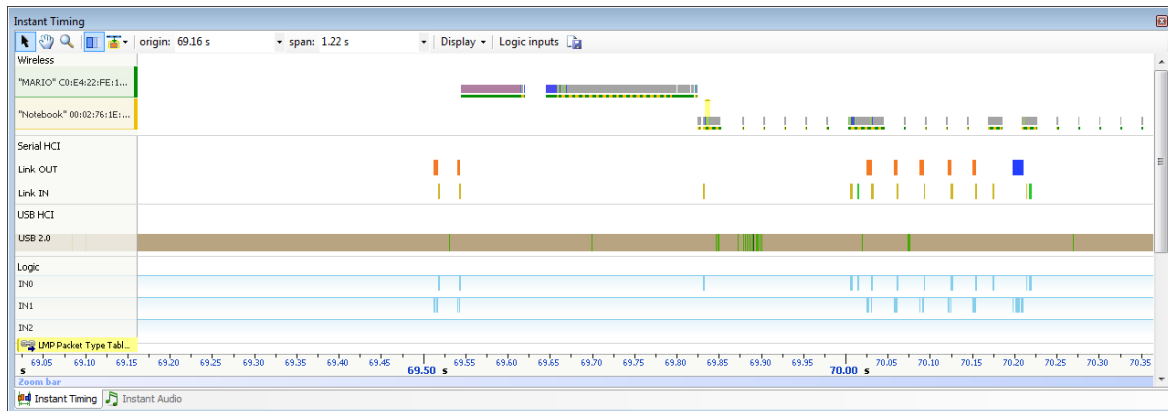 Instant Timing
origin: 69.16 s span: 1.22 s Display Logic inputs
Wireless
"MARIO" C0:E4:22:FE:1...
"Notebook" 00:02:76:1E:...
Serial HCI
Link OUT
Link IN
USB HCI
USB 2.0
Logic
IN0
IN1
IN2
LMP Packet Type Tabl...
s 69.05 69.10 69.15 69.20 69.25 69.30 69.35 69.40 69.45 69.50 s 69.55 69.60 69.65 69.70 69.75 69.80 69.85 69.90 69.95 70.00 s 70.05 70.10 70.15 70.20 70.25 70.30 70.35
Zoom bar
Instant Timing Instant Audio